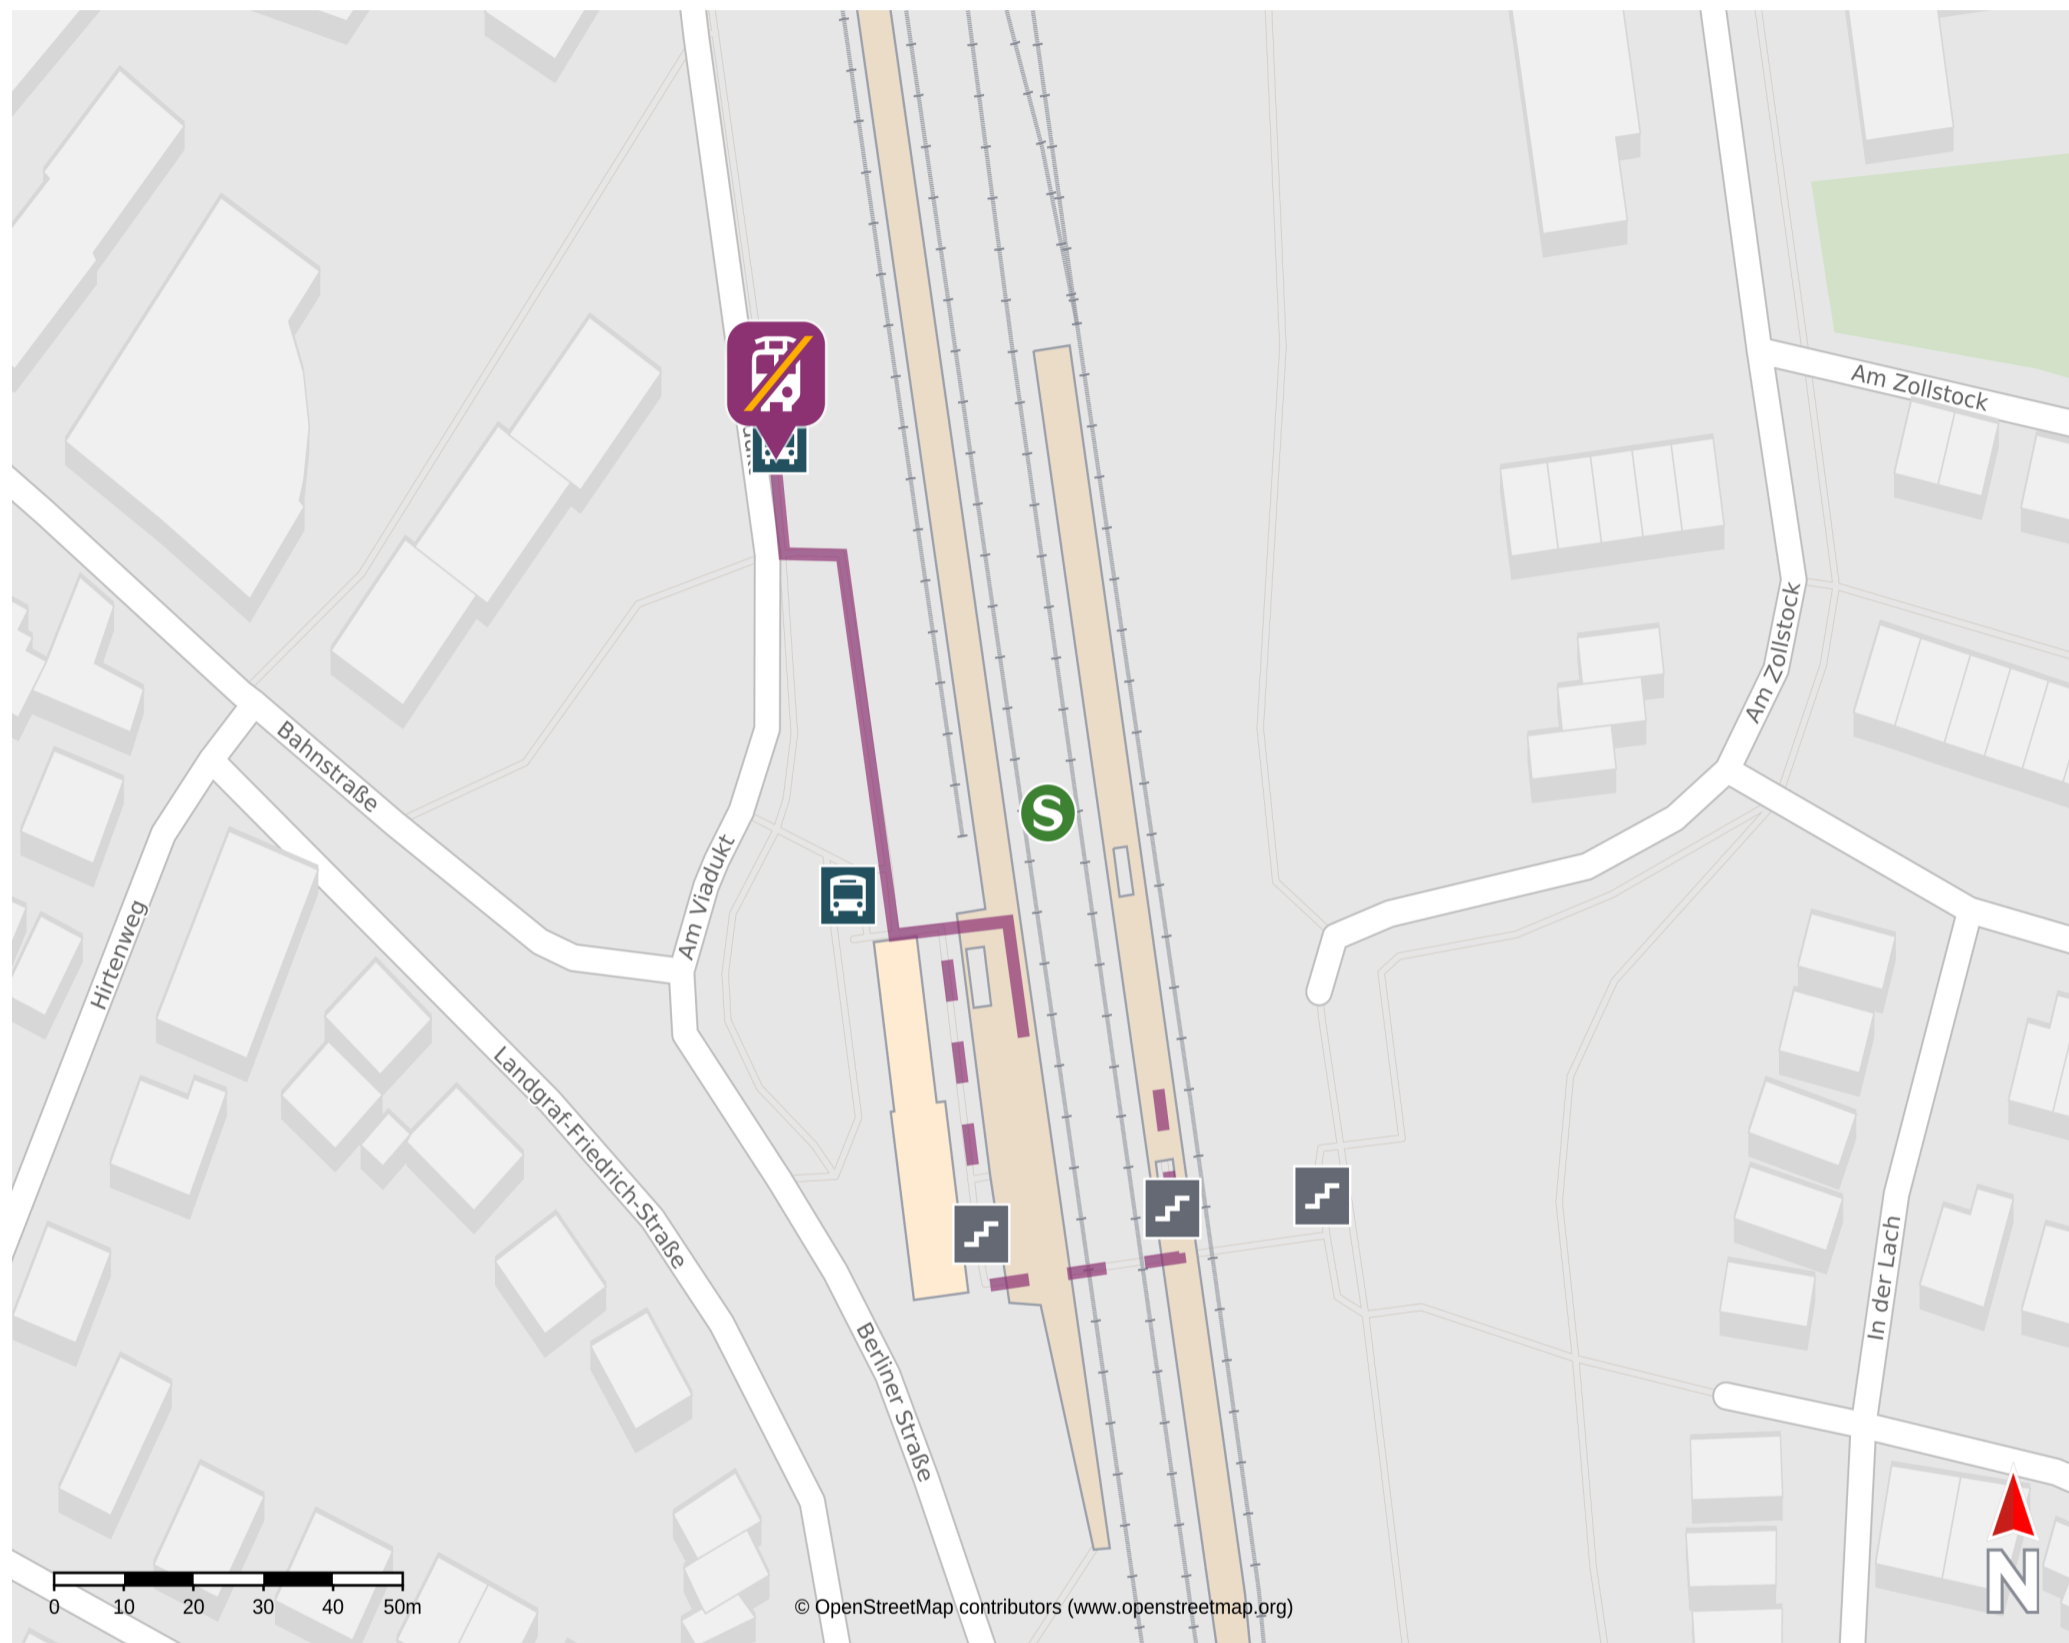 Am Zollstock
Am Zollstock
Bahnstraße
S
Am Viadukt
Hirtenweg
Landgraf-Friedrich-Straße
In der Lach
Berliner Straße
N
0 10 20 30 40 50m
© OpenStreetMap contributors (www.openstreetmap.org)